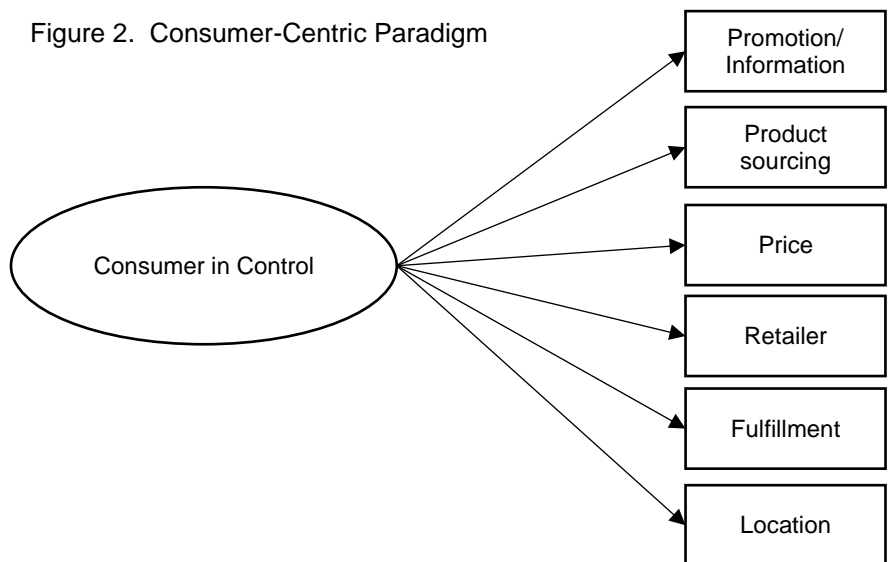 Figure 2. Consumer-Centric Paradigm
Promotion/
Information
Product
sourcing
Consumer in Control
Price
Retailer
Fulfillment
Location